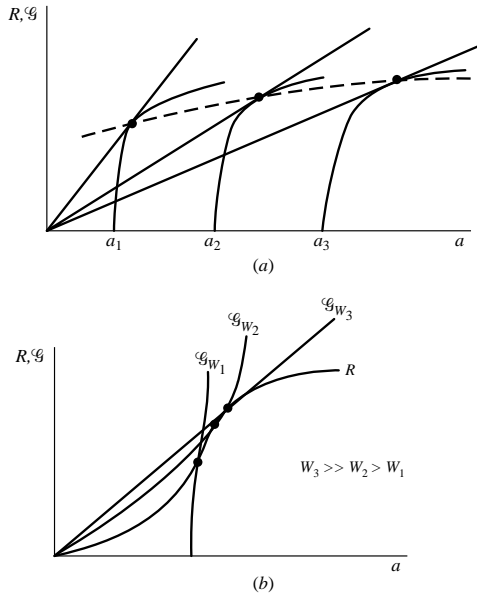 R,𝒢
a₁ a₂ a₃ a
(a)
𝒢W₃
𝒢W₂
R,𝒢 𝒢W₁
R
W₃ >> W₂ > W₁
a
(b)